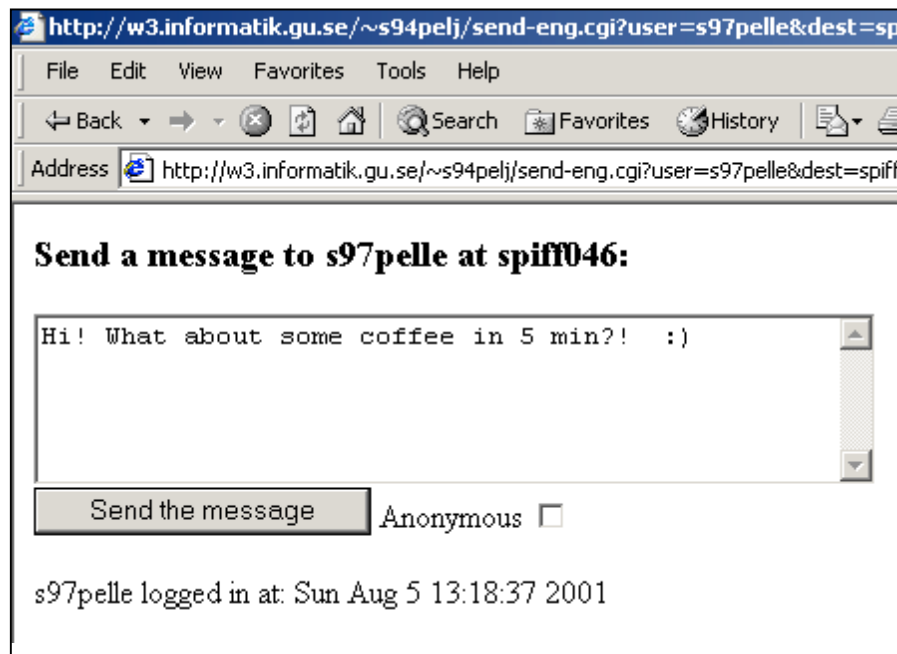 http://w3.informatik.gu.se/~s94pelj/send-eng.cgi?user=s97pelle&dest=sp
File Edit View Favorites Tools Help
Back Search Favorites History
Address http://w3.informatik.gu.se/~s94pelj/send-eng.cgi?user=s97pelle&dest=spiff
Send a message to s97pelle at spiff046:
Hi! What about some coffee in 5 min?! :)
Send the message Anonymous
s97pelle logged in at: Sun Aug 5 13:18:37 2001